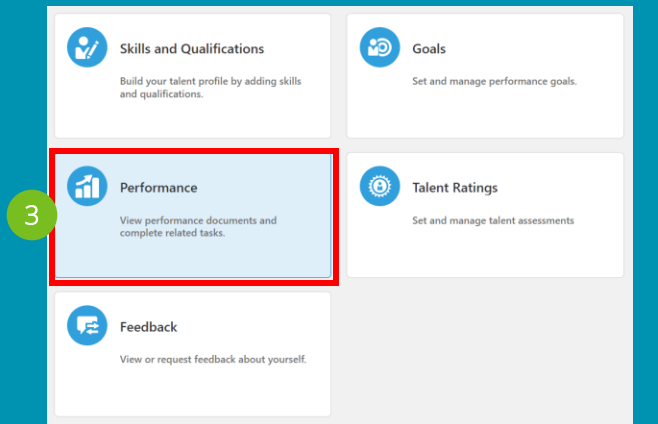 Skills and Qualifications
Build your talent profile by adding skills
and qualifications.
Goals
Set and manage performance goals.
3
Performance
View performance documents and
complete related tasks.
Talent Ratings
Set and manage talent assessments
Feedback
View or request feedback about yourself.